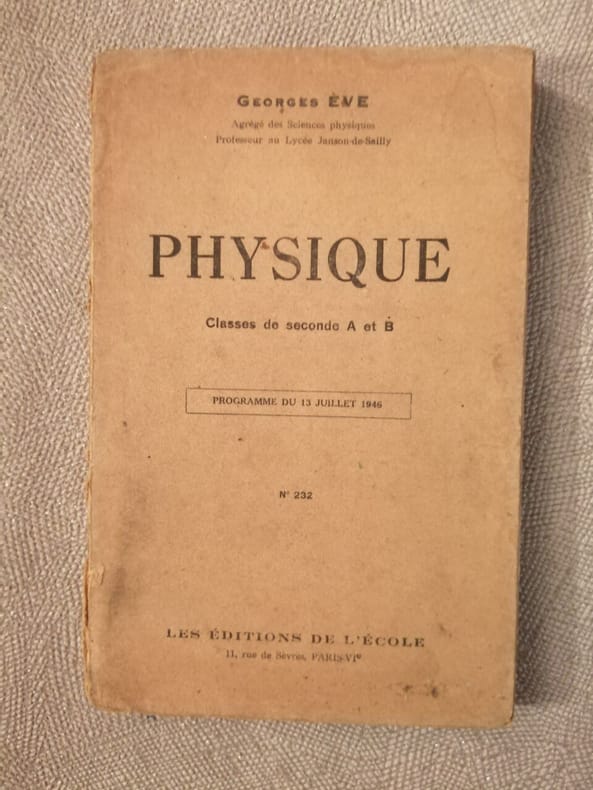 GEORGES ÈVE
Agrégé des Sciences physiques
Professeur au Lycée Janson-de-Sailly
PHYSIQUE
Classes de seconde A et B
PROGRAMME DU 13 JUILLET 1946
N° 232
LES ÉDITIONS DE L'ÉCOLE
11, rue de Sèvres, PARIS-VIe